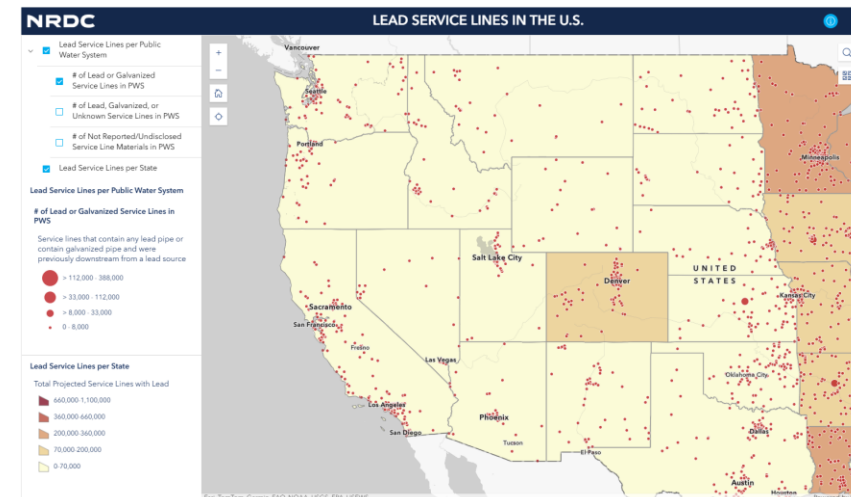 NRDC
LEAD SERVICE LINES IN THE U.S.
Lead Service Lines per Public
Water System
# of Lead or Galvanized
Service Lines in PWS
# of Lead, Galvanized, or
Unknown Service Lines in PWS
# of Not Reported/Undisclosed
Service Line Materials in PWS
Lead Service Lines per State
Lead Service Lines per Public Water System
# of Lead or Galvanized Service Lines in
PWS
Service lines that contain any lead pipe or
contain galvanized pipe and were
previously downstream from a lead source
> 112,000 - 388,000
> 33,000 - 112,000
> 8,000 - 33,000
0 - 8,000
Lead Service Lines per State
Total Projected Service Lines with Lead
660,000-1,100,000
360,000-660,000
200,000-360,000
70,000-200,000
0-70,000
+
−
Vancouver
Seattle
Portland
Minneapolis
Salt Lake City
Denver
UNITED
STATES
Kansas City
Sacramento
San Francisco
Fresno
Las Vegas
Oklahoma City
Los Angeles
Phoenix
San Diego
Tucson
El Paso
Dallas
Austin
Houston